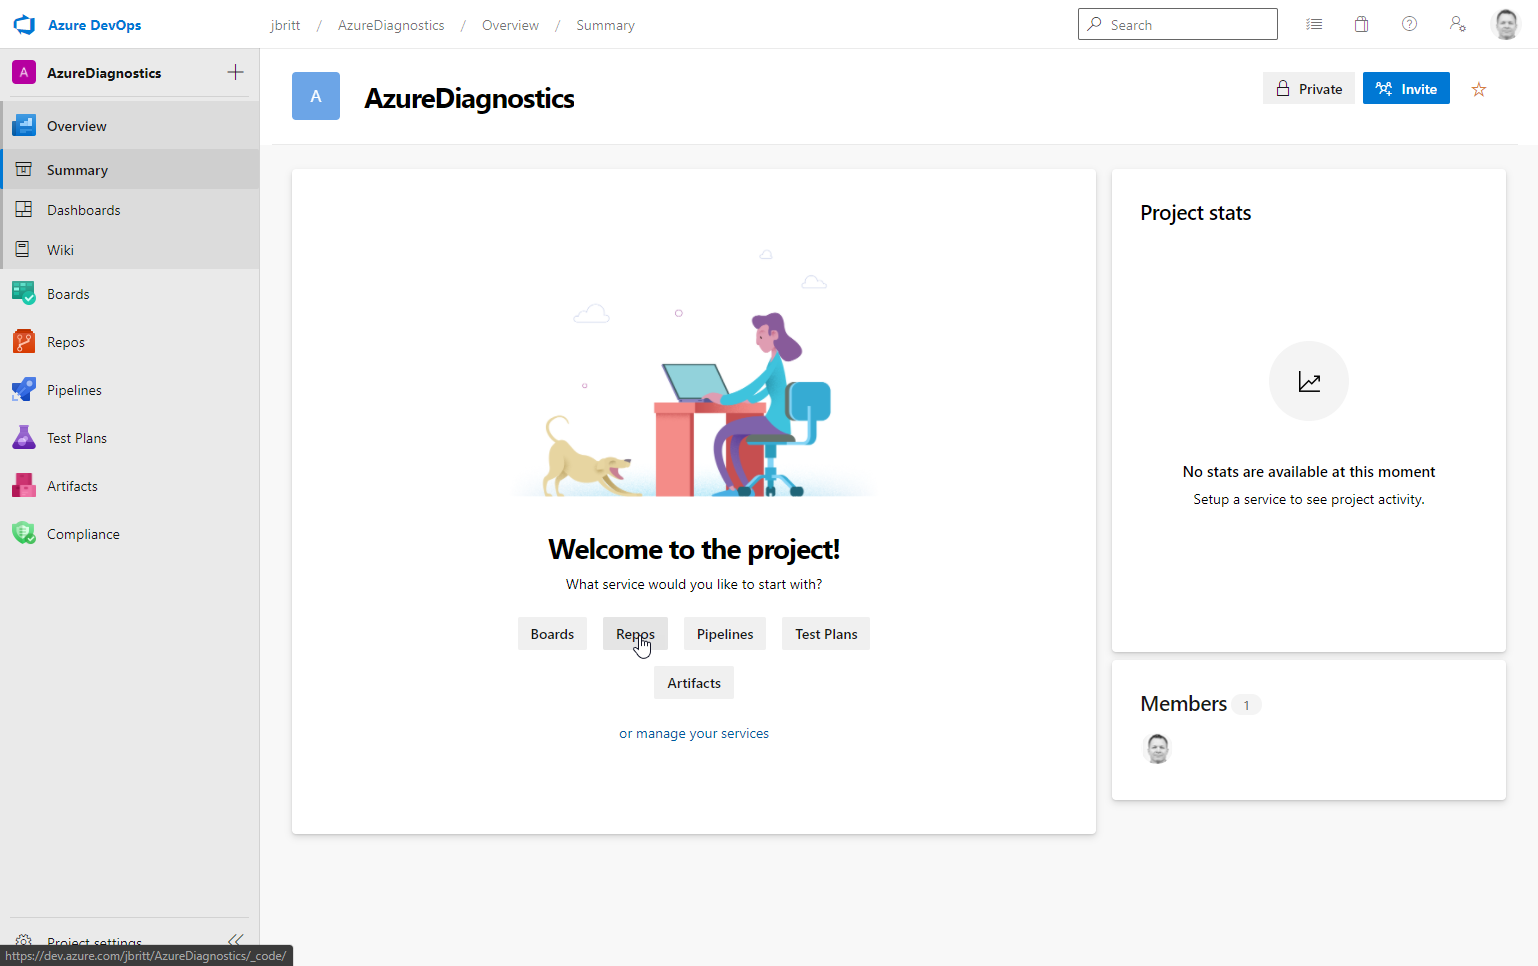 Azure DevOps
jbritt / AzureDiagnostics / Overview / Summary
Search
A AzureDiagnostics
Overview
Summary
Dashboards
Wiki
Boards
Repos
Pipelines
Test Plans
Artifacts
Compliance
Project settings
https://dev.azure.com/jbritt/AzureDiagnostics/_code/
A AzureDiagnostics
Private Invite
Welcome to the project!
What service would you like to start with?
Boards Repos Pipelines Test Plans
Artifacts
or manage your services
Project stats
No stats are available at this moment
Setup a service to see project activity.
Members 1